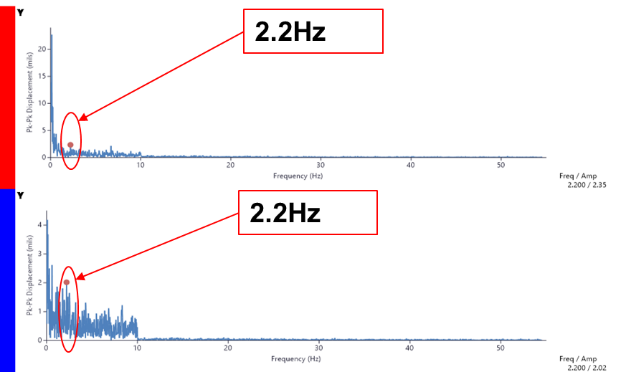 Y
2.2Hz
Pk-Pk Displacement (mils)
20
15
10
5
0
0 10 20 30 40 50
Frequency (Hz)
Freq / Amp
2.200 / 2.35
Y
2.2Hz
Pk-Pk Displacement (mils)
4
3
2
1
0
0 10 20 30 40 50
Frequency (Hz)
Freq / Amp
2.200 / 2.02